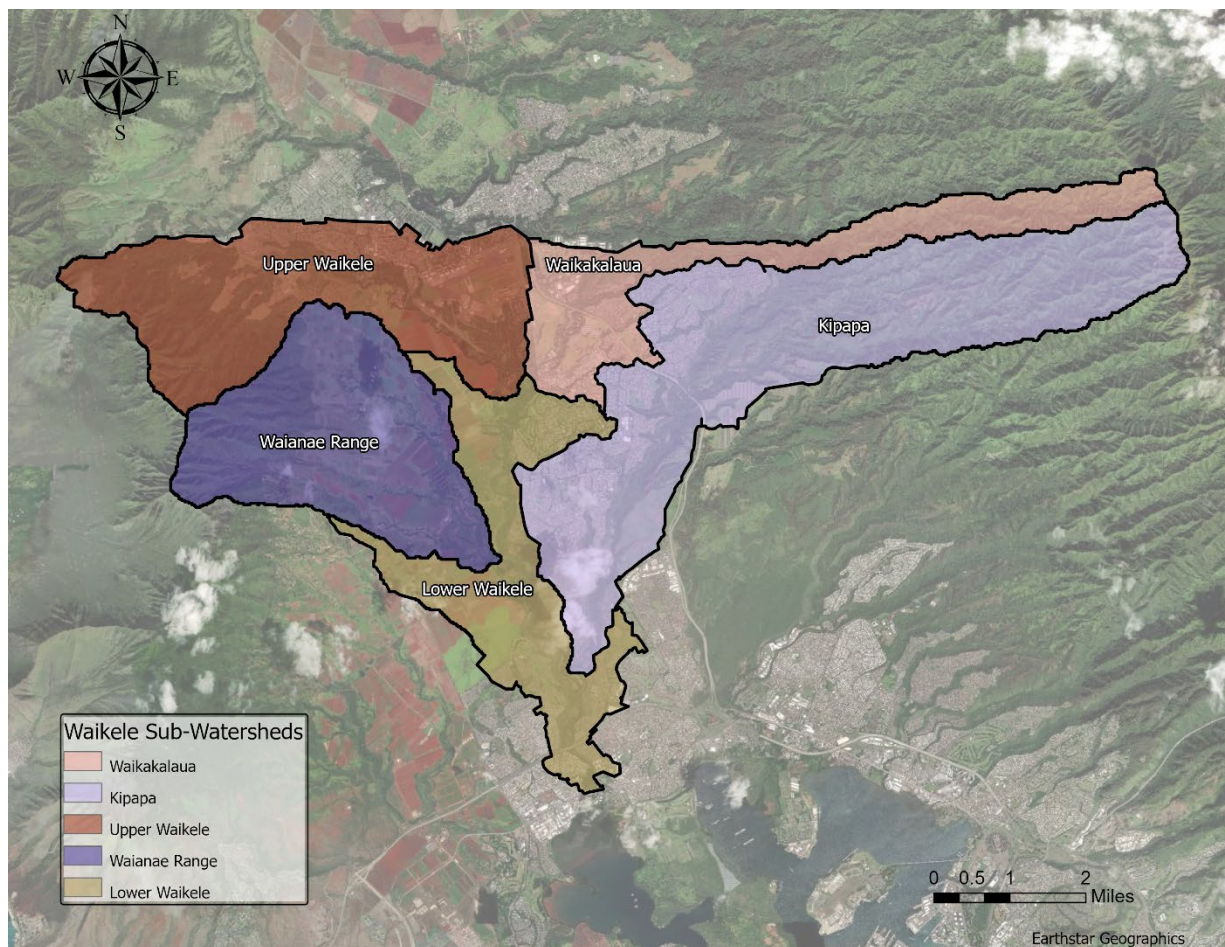 N
W E
S
Upper Waikele
Waikakalaua
Kipapa
Waianae Range
Lower Waikele
Waikele Sub-Watersheds
Waikakalaua
Kipapa
Upper Waikele
Waianae Range
Lower Waikele
0 0.5 1 2
Miles
Earthstar Geographics